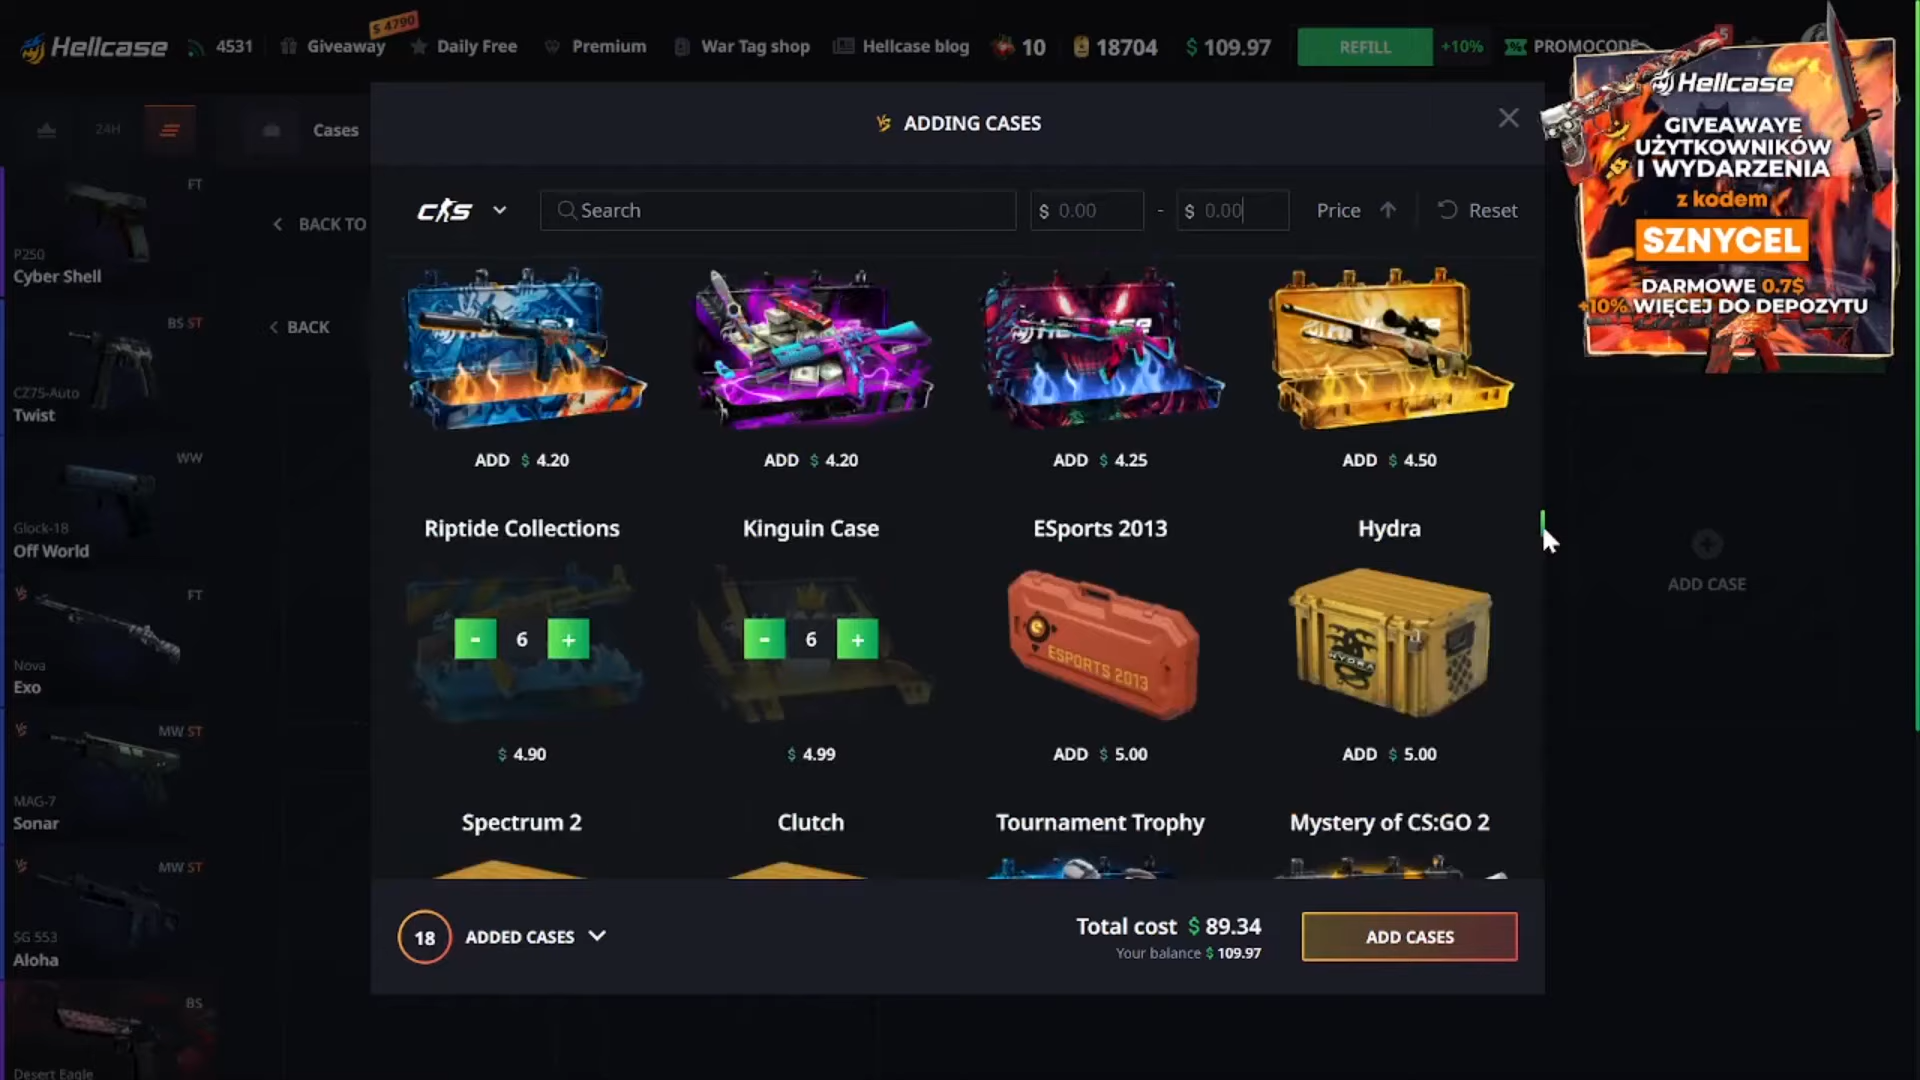 Hellcase
4531
$ 4790
Giveaway
Daily Free
Premium
War Tag shop
Hellcase blog
10
18704
$ 109.97
REFILL
+10%
PROMOCODE
5
24H
Cases
BACK TO
BACK
FT
P250
Cyber Shell
BS ST
CZ75-Auto
Twist
WW
Glock-18
Off World
FT
Nova
Exo
MW ST
MAG-7
Sonar
MW ST
SG 553
Aloha
BS
Desert Eagle
ADDING CASES
Search
$ 0.00
-
$ 0.00
Price
Reset
ADD $ 4.20
ADD $ 4.20
ADD $ 4.25
ADD $ 4.50
Riptide Collections
Kinguin Case
ESports 2013
Hydra
- 6 +
- 6 +
ESPORTS 2013
HYDRA
$ 4.90
$ 4.99
ADD $ 5.00
ADD $ 5.00
Spectrum 2
Clutch
Tournament Trophy
Mystery of CS:GO 2
18
ADDED CASES
Total cost $ 89.34
Your balance $ 109.97
ADD CASES
ADD CASE
Hellcase
GIVEAWAYE
UŻYTKOWNIKÓW
I WYDARZENIA
z kodem
SZNYCEL
DARMOWE 0.7$
+10% WIĘCEJ DO DEPOZYTU